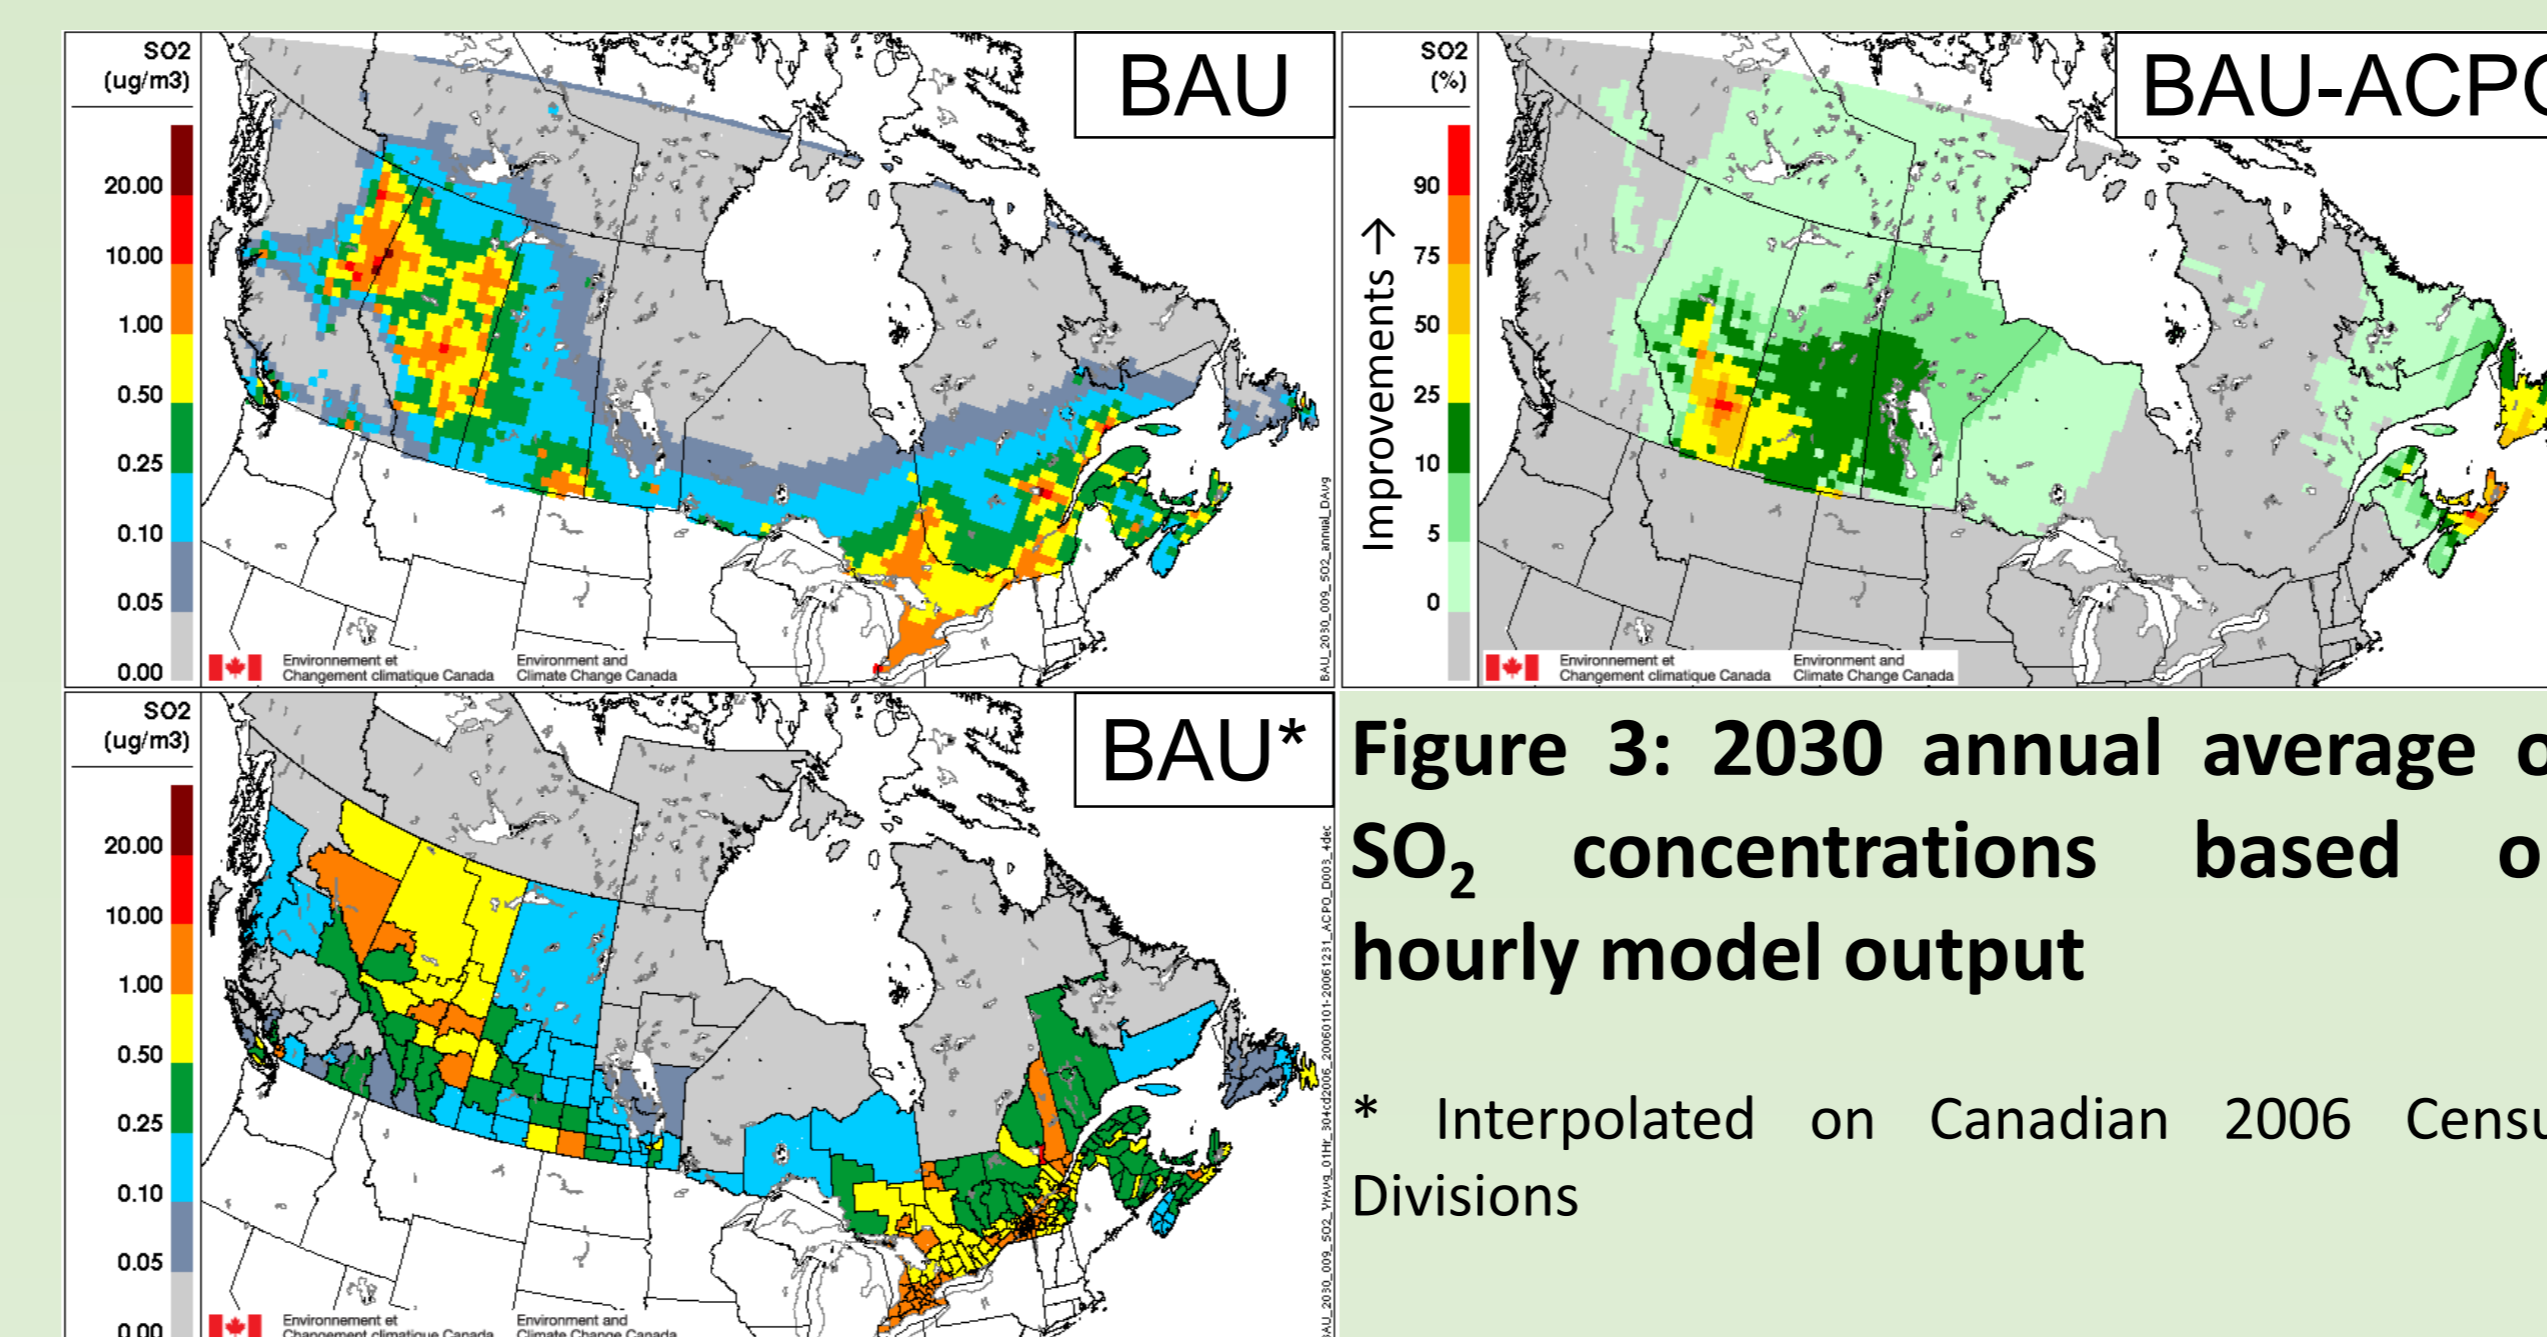 SO2
(ug/m3)
20.00
10.00
1.00
0.50
0.25
0.10
0.05
0.00
BAU
Environnement et
Changement climatique Canada
Environment and
Climate Change Canada
BAU_2030_009_SO2_annual_DAvg
SO2
(%)
90
75
50
25
10
5
0
Improvements →
BAU-ACPO
Environnement et
Changement climatique Canada
Environment and
Climate Change Canada
SO2
(ug/m3)
20.00
10.00
1.00
0.50
0.25
0.10
0.05
0.00
BAU*
Environnement et
Changement climatique Canada
Environment and
Climate Change Canada
Figure 3: 2030 annual average o
SO₂ concentrations based o
hourly model output
* Interpolated on Canadian 2006 Censu
Divisions